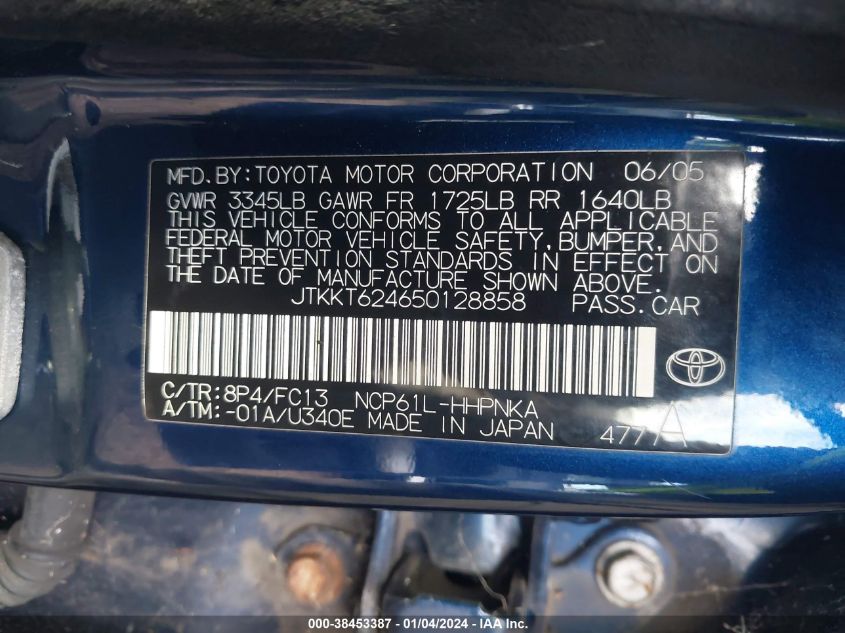 MFD. BY: TOYOTA MOTOR CORPORATION 06/05
GVWR 3345LB GAWR FR 1725LB RR 1640LB
THIS VEHICLE CONFORMS TO ALL APPLICABLE
FEDERAL MOTOR VEHICLE SAFETY, BUMPER, AND
THEFT PREVENTION STANDARDS IN EFFECT ON
THE DATE OF MANUFACTURE SHOWN ABOVE.
JTKKT624650128858 PASS. CAR
C/TR: 8P4/FC13 NCP61L-HHPNKA
A/TM: -01A/U340E MADE IN JAPAN 477 A
000-38453387 - 01/04/2024 - IAA Inc.